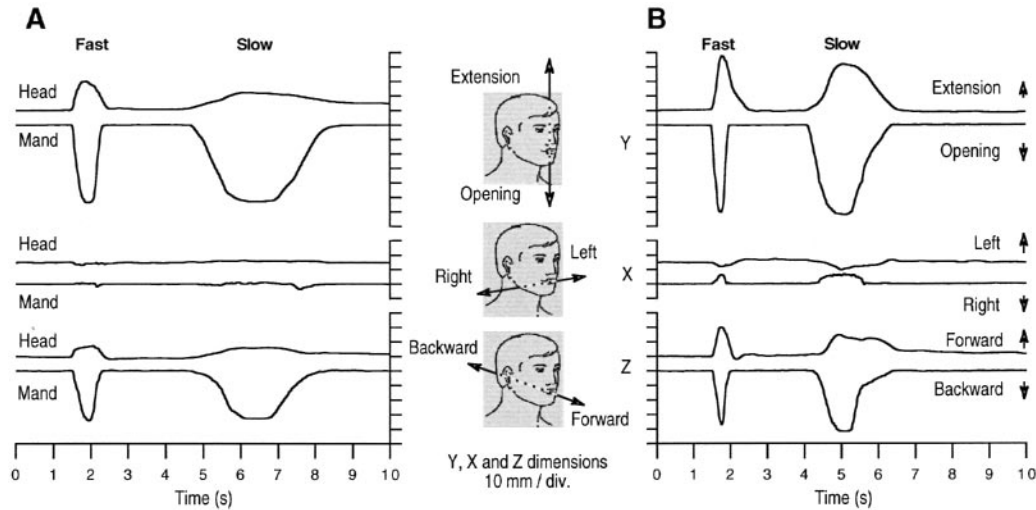 A
B
Fast
Slow
Fast
Slow
Head
Mand
Extension
Opening
Y
Extension
Opening
Head
Mand
Right
Left
X
Left
Right
Head
Mand
Backward
Forward
Z
Forward
Backward
0 1 2 3 4 5 6 7 8 9 10
Time (s)
Y, X and Z dimensions
10 mm / div.
0 1 2 3 4 5 6 7 8 9 10
Time (s)